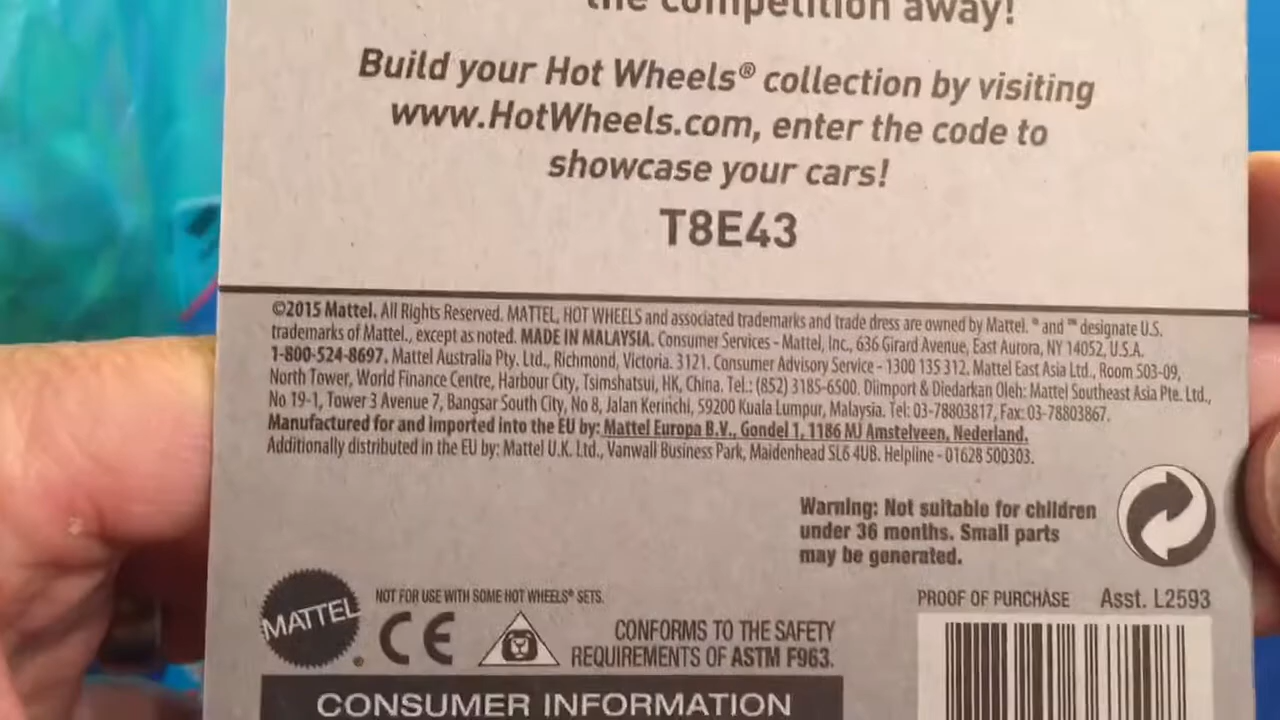 the competition away!
Build your Hot Wheels® collection by visiting
www.HotWheels.com, enter the code to
showcase your cars!
T8E43
©2015 Mattel. All Rights Reserved. MATTEL, HOT WHEELS and associated trademarks and trade dress are owned by Mattel. ® and ™ designate U.S.
trademarks of Mattel., except as noted. MADE IN MALAYSIA. Consumer Services - Mattel, Inc., 636 Girard Avenue, East Aurora, NY 14052, U.S.A.
1-800-524-8697. Mattel Australia Pty. Ltd., Richmond, Victoria. 3121. Consumer Advisory Service - 1300 135 312. Mattel East Asia Ltd., Room 503-09,
North Tower, World Finance Centre, Harbour City, Tsimshatsui, HK, China. Tel.: (852) 3185-6500. Diimport & Diedarkan Oleh: Mattel Southeast Asia Pte. Ltd.,
No 19-1, Tower 3 Avenue 7, Bangsar South City, No 8, Jalan Kerinchi, 59200 Kuala Lumpur, Malaysia. Tel: 03-78803817, Fax: 03-78803867.
Manufactured for and imported into the EU by: Mattel Europa B.V., Gondel 1, 1186 MJ Amstelveen, Nederland.
Additionally distributed in the EU by: Mattel U.K. Ltd., Vanwall Business Park, Maidenhead SL6 4UB. Helpline - 01628 500303.
Warning: Not suitable for children
under 36 months. Small parts
may be generated.
MATTEL®
NOT FOR USE WITH SOME HOT WHEELS® SETS.
CE
CONFORMS TO THE SAFETY
REQUIREMENTS OF ASTM F963.
PROOF OF PURCHASE Asst. L2593
CONSUMER INFORMATION